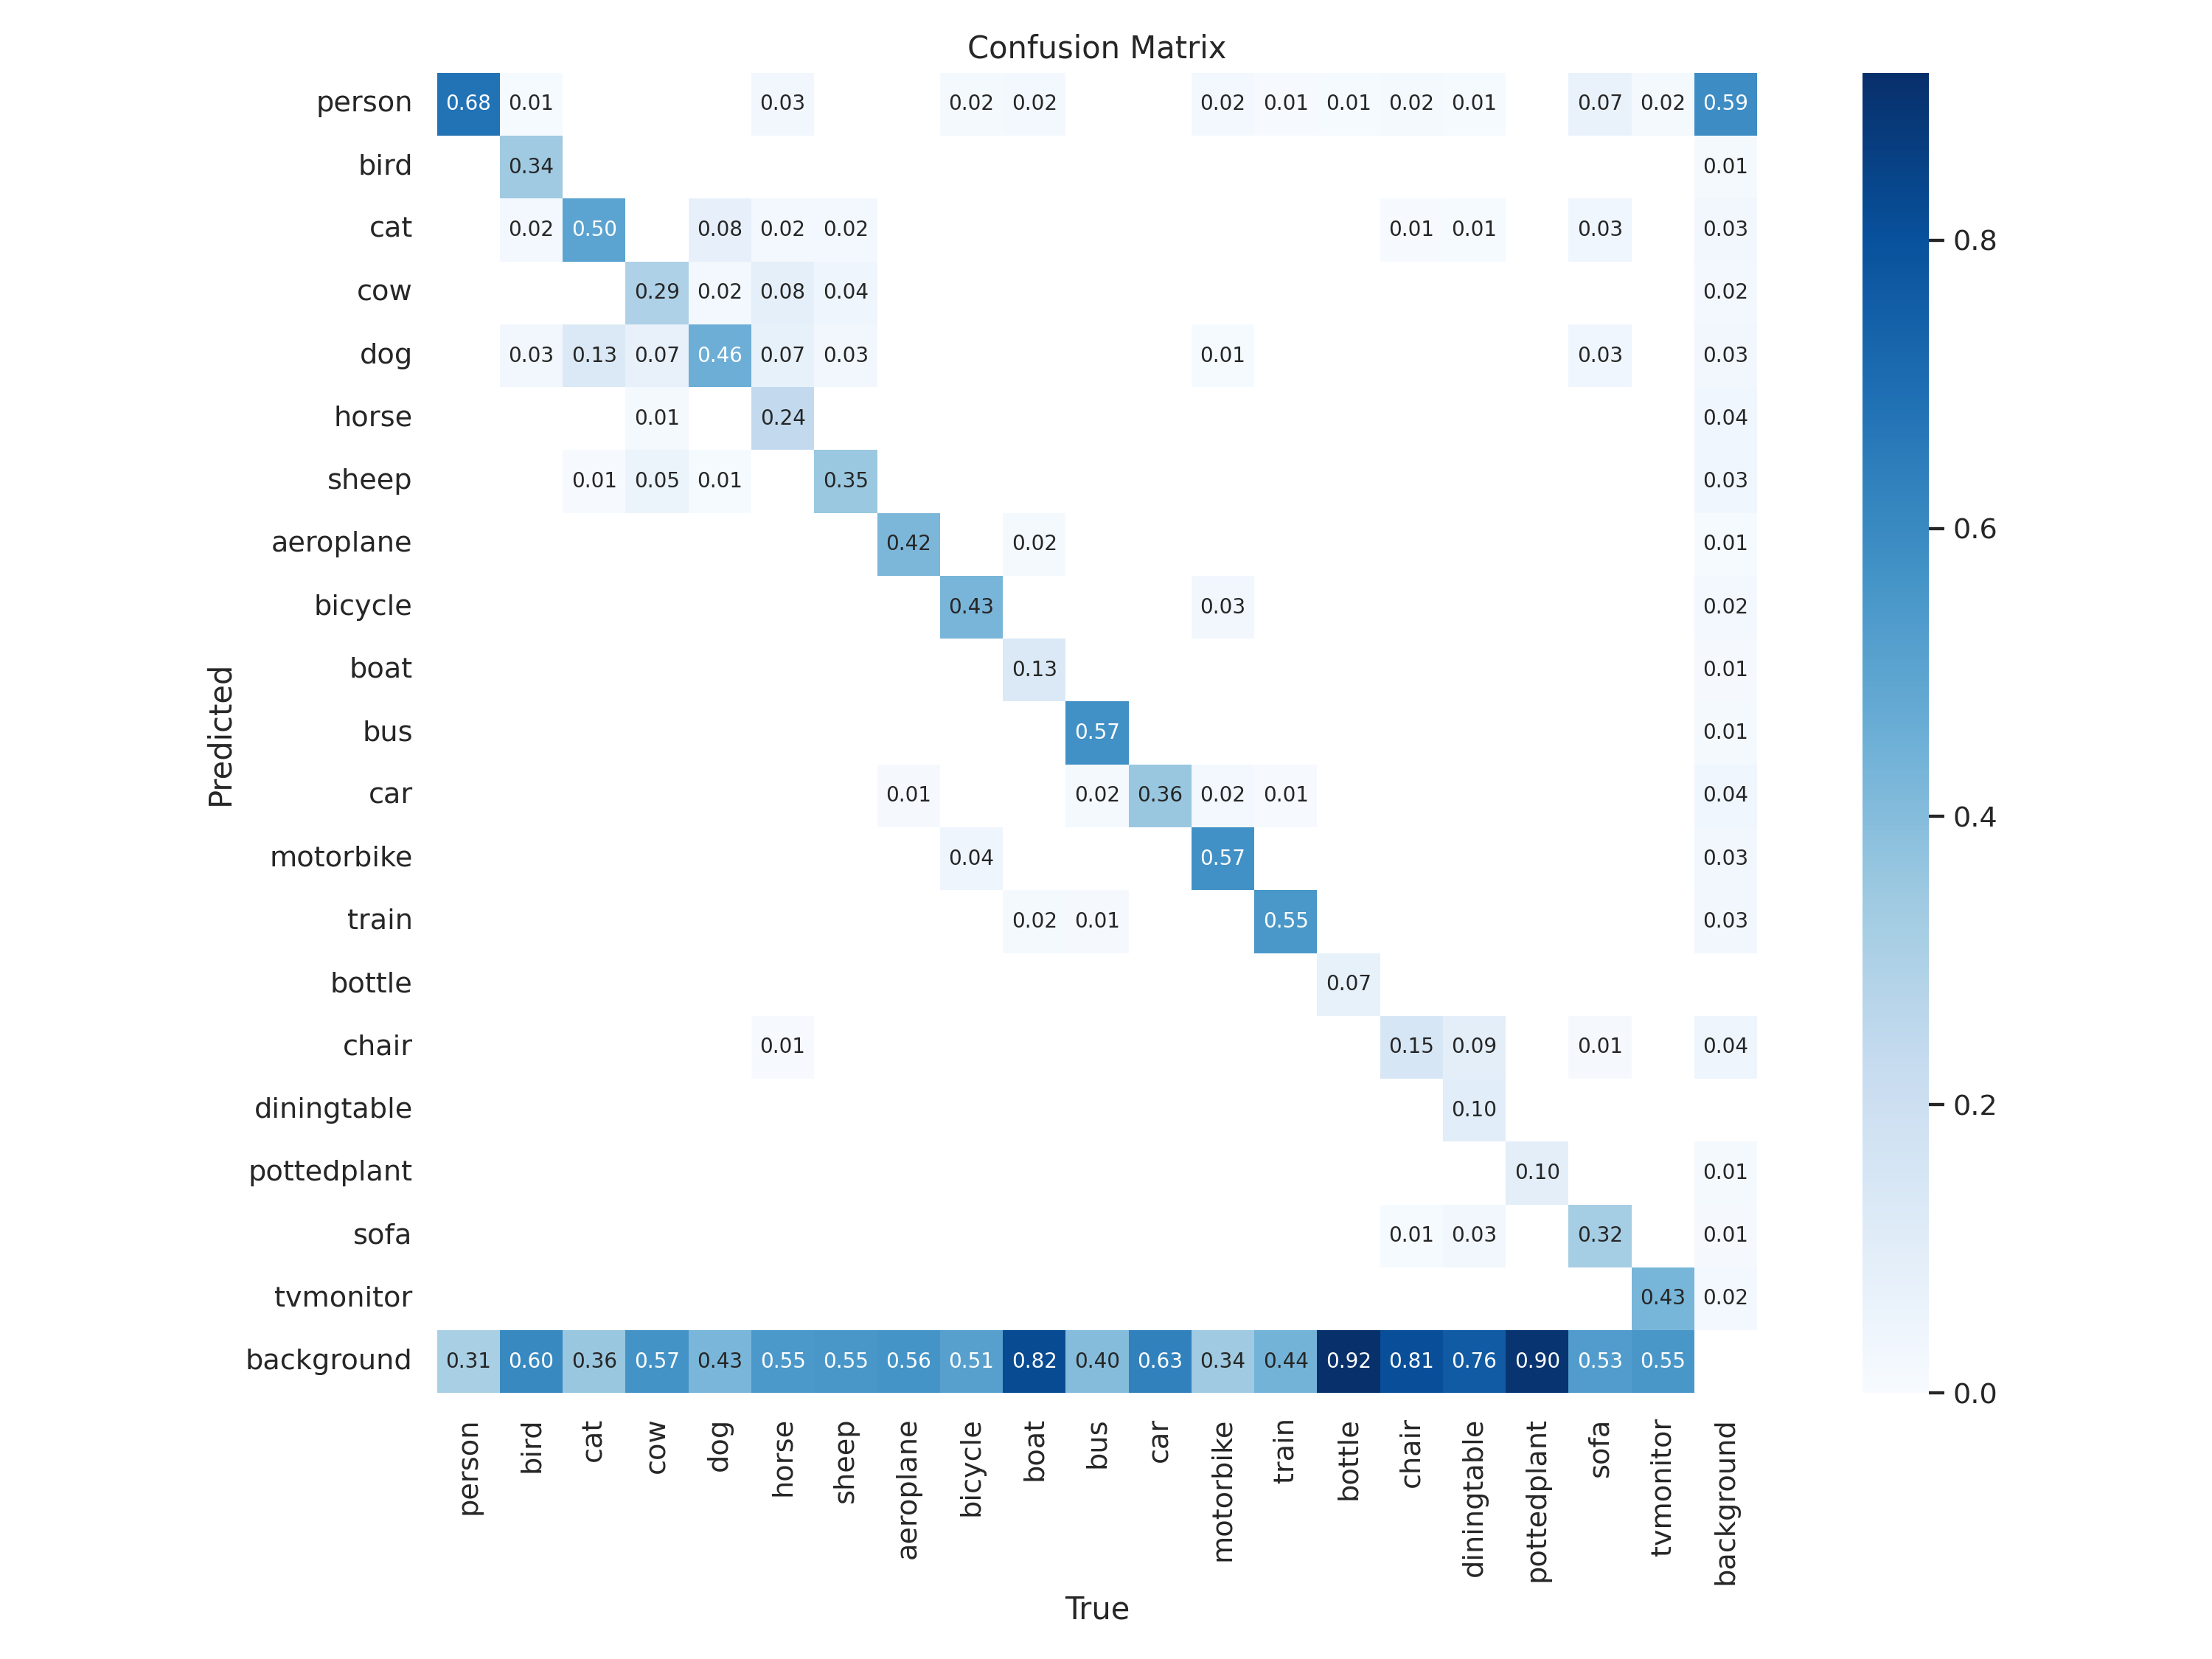 Confusion Matrix
person 0.68 0.01 0.03 0.02 0.02 0.02 0.01 0.01 0.02 0.01 0.07 0.02 0.59
bird 0.34 0.01
cat 0.02 0.50 0.08 0.02 0.02 0.01 0.01 0.03 0.03
0.8
cow 0.29 0.02 0.08 0.04 0.02
dog 0.03 0.13 0.07 0.46 0.07 0.03 0.01 0.03 0.03
horse 0.01 0.24 0.04
sheep 0.01 0.05 0.01 0.35 0.03
0.6
aeroplane 0.42 0.02 0.01
bicycle 0.43 0.03 0.02
boat 0.13 0.01
Predicted
bus 0.57 0.01
car 0.01 0.02 0.36 0.02 0.01 0.04
0.4
motorbike 0.04 0.57 0.03
train 0.02 0.01 0.55 0.03
bottle 0.07
chair 0.01 0.15 0.09 0.01 0.04
diningtable 0.10
0.2
pottedplant 0.10 0.01
sofa 0.01 0.03 0.32 0.01
tvmonitor 0.43 0.02
background 0.31 0.60 0.36 0.57 0.43 0.55 0.55 0.56 0.51 0.82 0.40 0.63 0.34 0.44 0.92 0.81 0.76 0.90 0.53 0.55
0.0
person bird cat cow dog horse sheep aeroplane bicycle boat bus car motorbike train bottle chair diningtable pottedplant sofa tvmonitor background
True